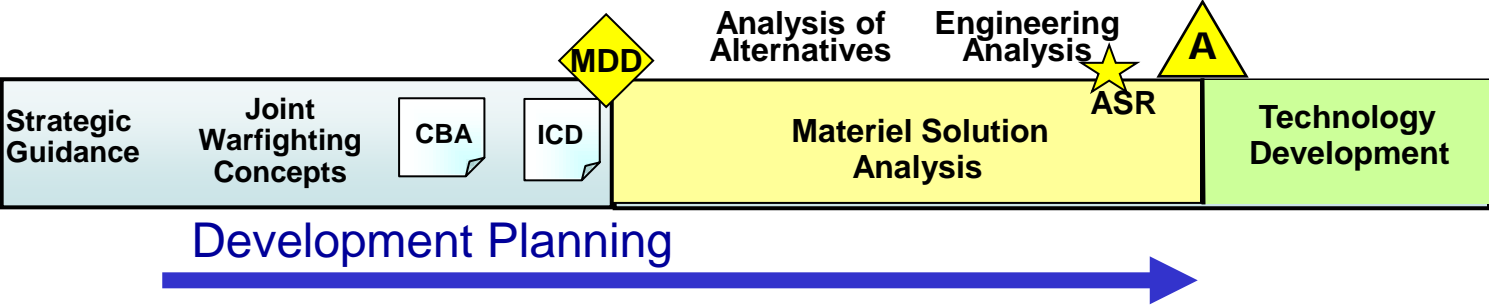 Analysis of
Alternatives
Engineering
Analysis
A
MDD
ASR
Strategic
Guidance
Joint
Warfighting
Concepts
CBA
ICD
Materiel Solution
Analysis
Technology
Development
Development Planning